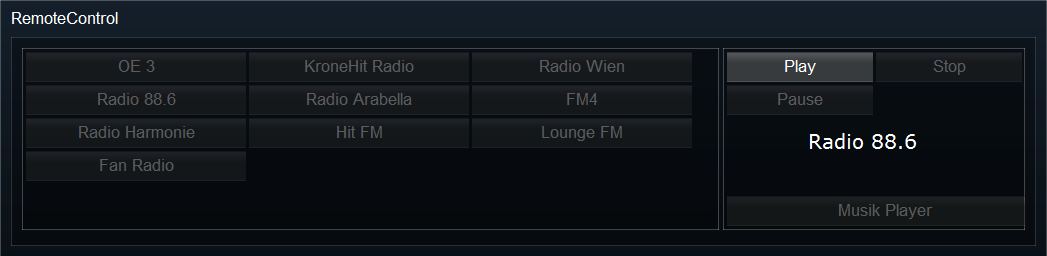 RemoteControl
OE 3 KroneHit Radio Radio Wien
Radio 88.6 Radio Arabella FM4
Radio Harmonie Hit FM Lounge FM
Fan Radio
Play Stop
Pause
Radio 88.6
Musik Player